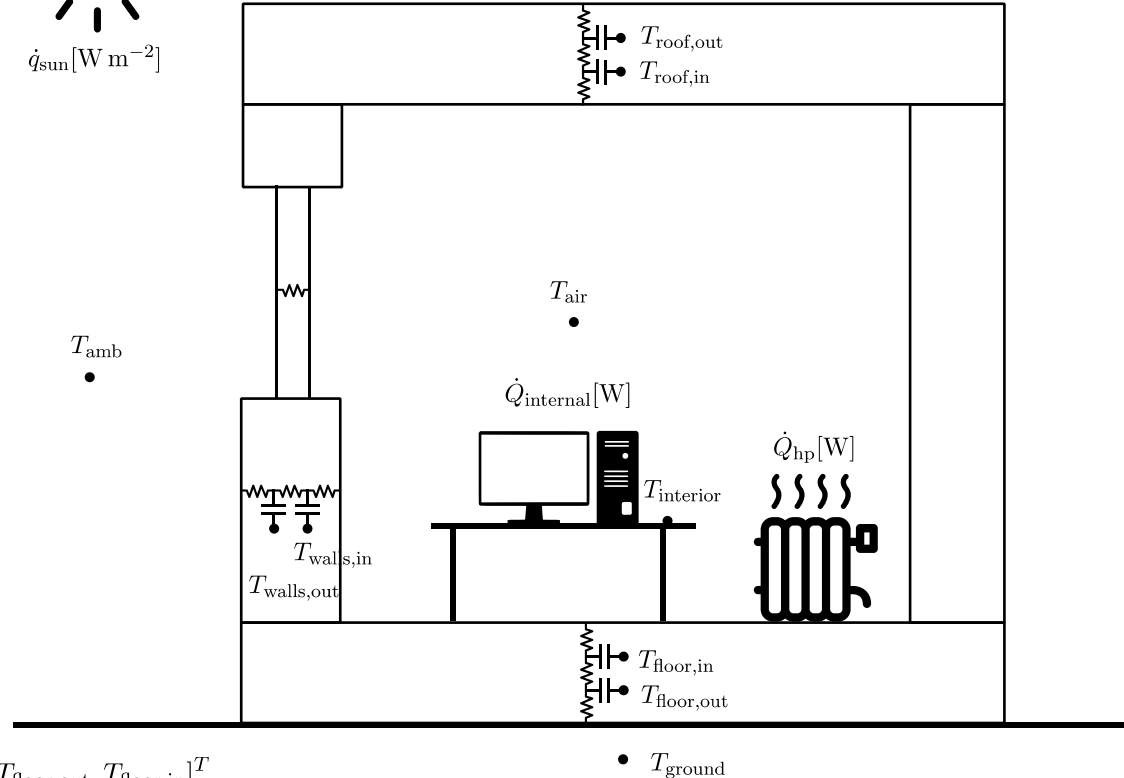 q̇sun[W m−2]
Troof,out
Troof,in
Tair
Tamb
Q̇internal[W]
Q̇hp[W]
Tinterior
Twalls,in
Twalls,out
Tfloor,in
Tfloor,out
Tground
]T